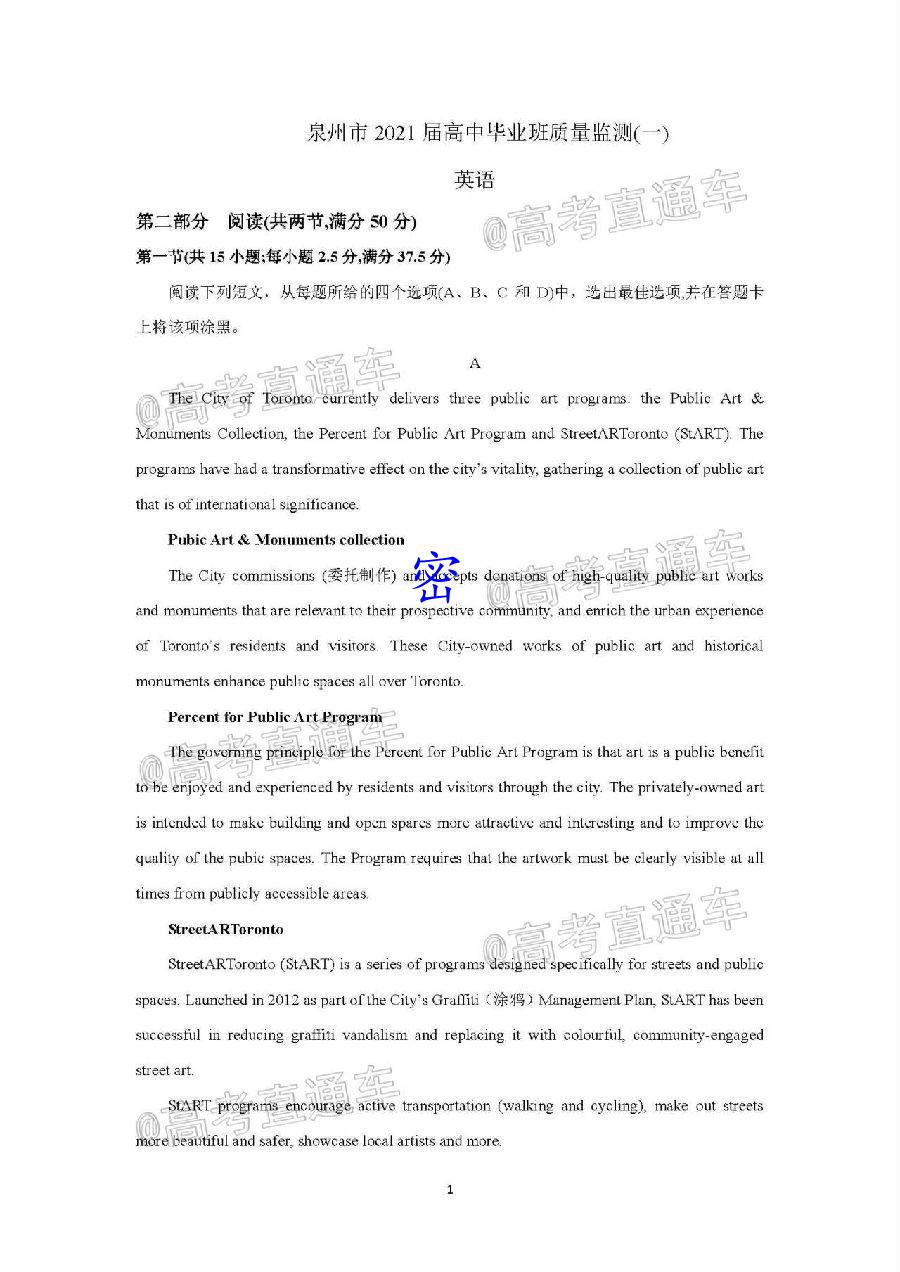 泉州市 2021 届高中毕业班质量监测(一)
英语
@高考直通车
第二部分 阅读(共两节,满分 50 分)
第一节(共 15 小题;每小题 2.5 分,满分 37.5 分)
阅读下列短文，从每题所给的四个选项(A、B、C 和 D)中，选出最佳选项,并在答题卡
上将该项涂黑。
A
@高考直通车
The City of Toronto currently delivers three public art programs: the Public Art &
Monuments Collection, the Percent for Public Art Program and StreetARToronto (StART). The
programs have had a transformative effect on the city's vitality, gathering a collection of public art
that is of international significance.
Pubic Art & Monuments collection
密
@高考直通车
The City commissions (委托制作) and accepts donations of high-quality public art works
and monuments that are relevant to their prospective community, and enrich the urban experience
of Toronto's residents and visitors. These City-owned works of public art and historical
monuments enhance public spaces all over Toronto.
Percent for Public Art Program
@高考直通车
The governing principle for the Percent for Public Art Program is that art is a public benefit
to be enjoyed and experienced by residents and visitors through the city. The privately-owned art
is intended to make building and open spares more attractive and interesting and to improve the
quality of the pubic spaces. The Program requires that the artwork must be clearly visible at all
times from publicly accessible areas.
StreetARToronto
@高考直通车
StreetARToronto (StART) is a series of programs designed specifically for streets and public
spaces. Launched in 2012 as part of the City's Graffiti（涂鸦）Management Plan, StART has been
successful in reducing graffiti vandalism and replacing it with colourful, community-engaged
street art.
@高考直通车
StART programs encourage active transportation (walking and cycling), make out streets
more beautiful and safer, showcase local artists and more.
1